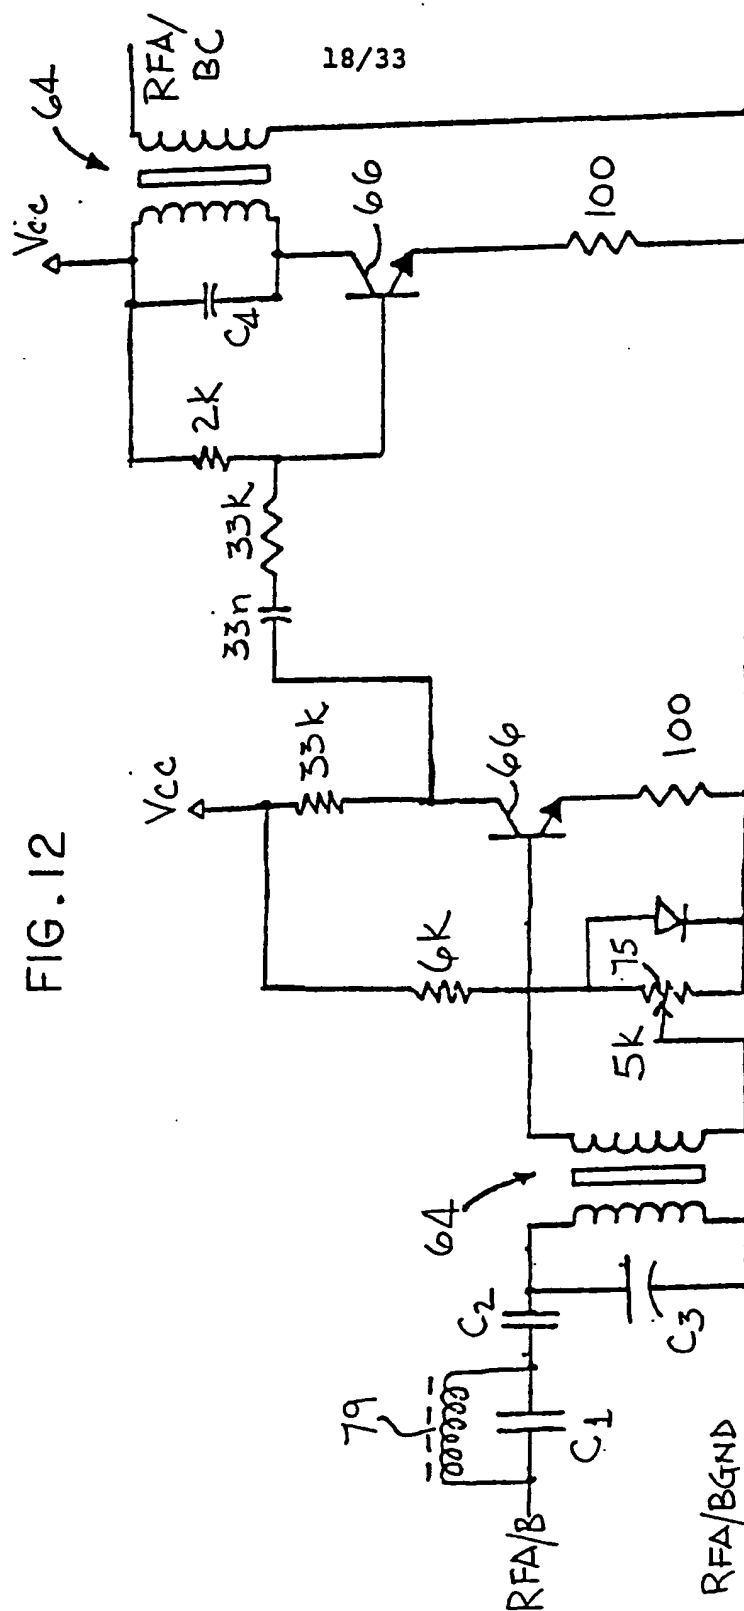 18/33
FIG.12
RFA/B
RFA/BGND
79
C1
C2
C3
64
5K
75
6K
Vcc
33k
66
100
33n
33k
2K
C4
Vcc
64
66
100
RFA/
BC